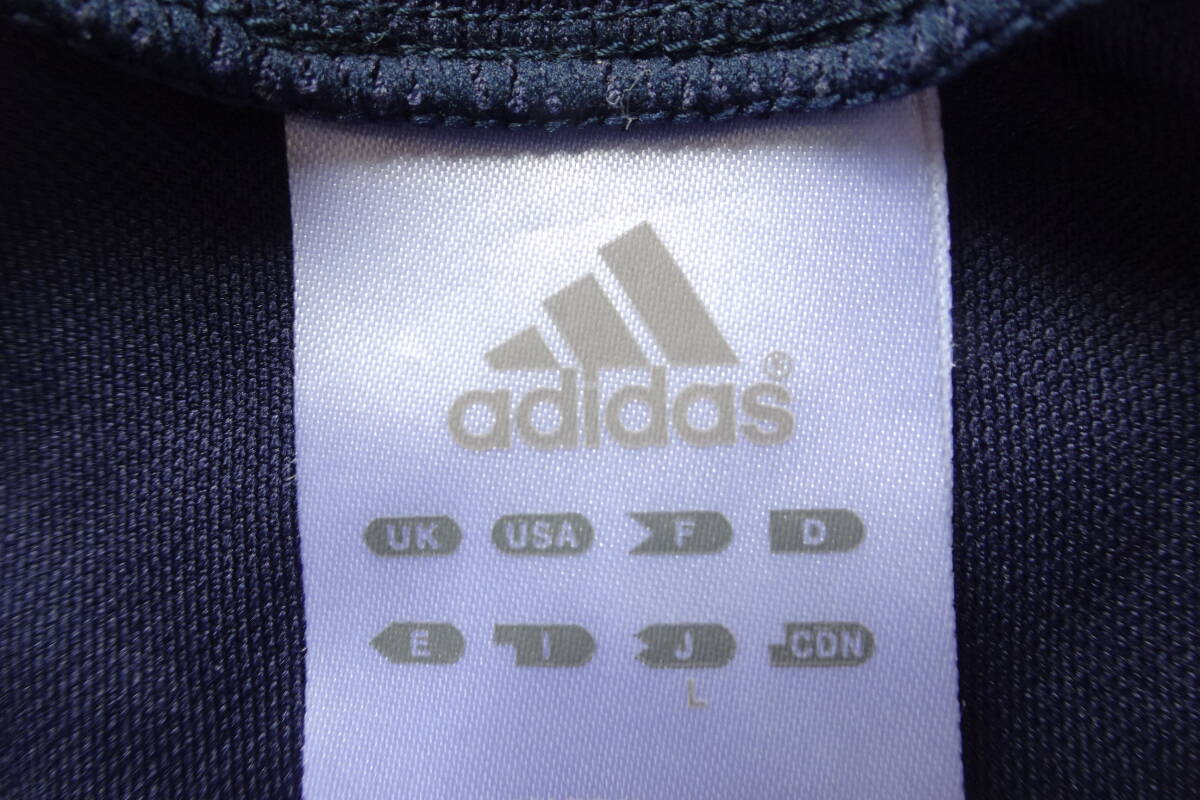 adidas®
UK USA F D
E I J CDN
L